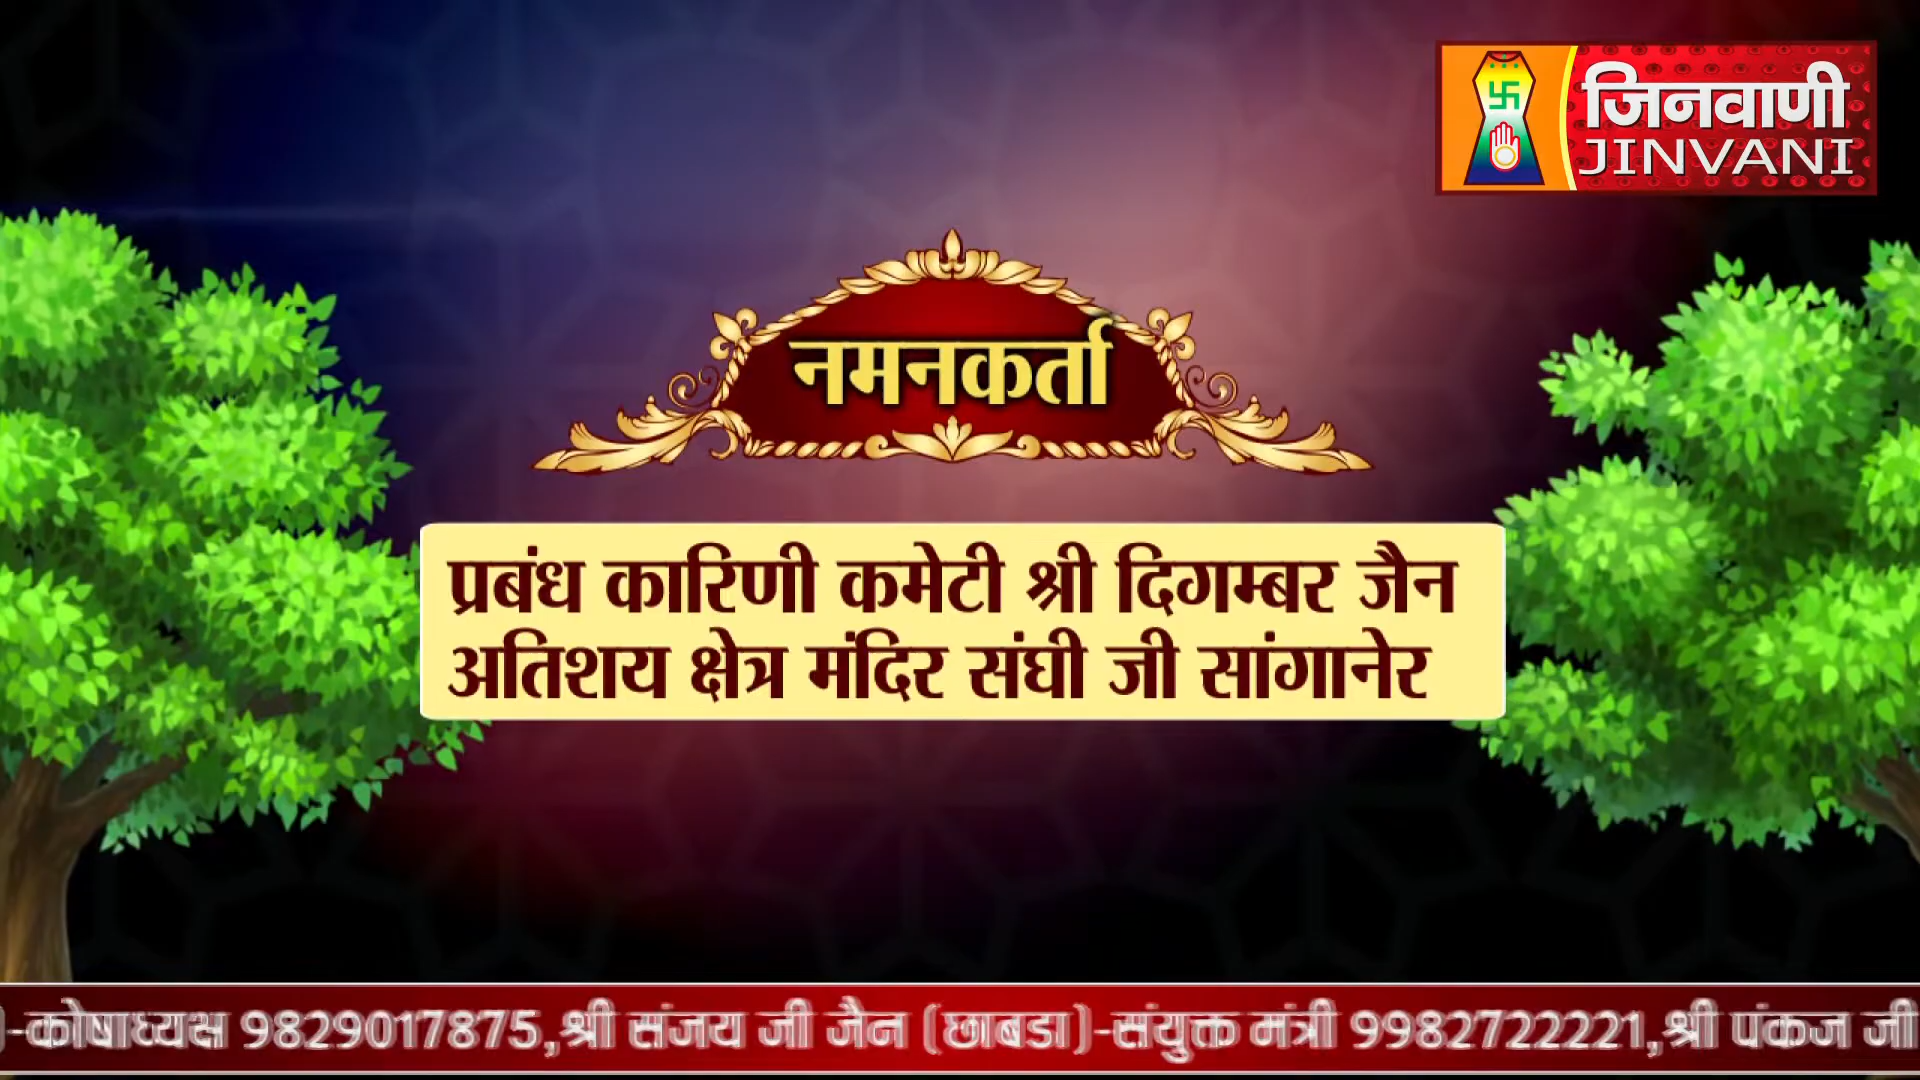 जिनवाणी
JINVANI
नमनकर्ता
प्रबंध कारिणी कमेटी श्री दिगम्बर जैन
अतिशय क्षेत्र मंदिर संघी जी सांगानेर
)-कोषाध्यक्ष 9829017875,श्री संजय जी जैन (छाबडा)-संयुक्त मंत्री 9982722221,श्री पंकज जी